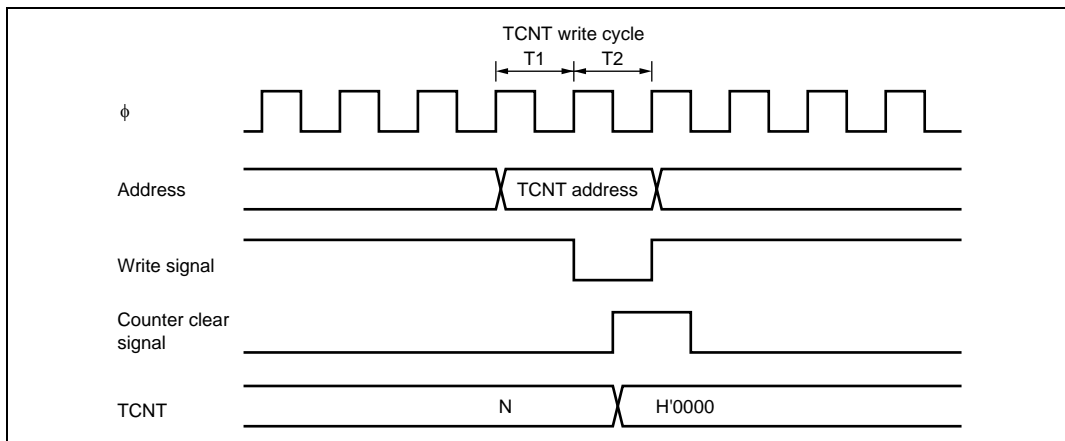 TCNT write cycle
T1 T2
ϕ
Address
TCNT address
Write signal
Counter clear
signal
TCNT
N
H'0000